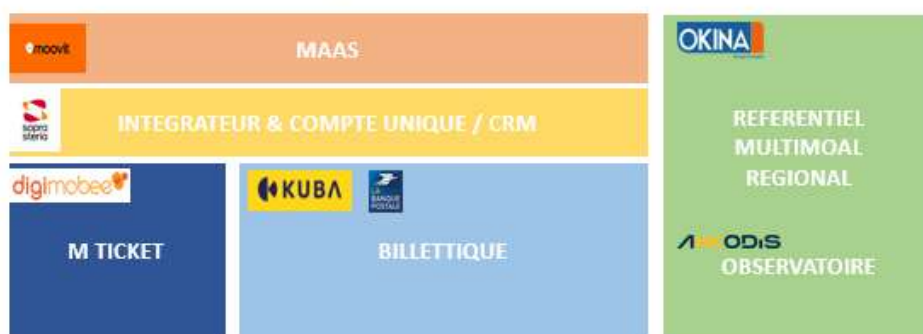 moovit
MAAS
sopra
steria
INTEGRATEUR & COMPTE UNIQUE / CRM
digimobee
M TICKET
KUBA
LA
BANQUE
POSTALE
BILLETTIQUE
OKINA
REFERENTIEL
MULTIMOAL
REGIONAL
ODiS
OBSERVATOIRE